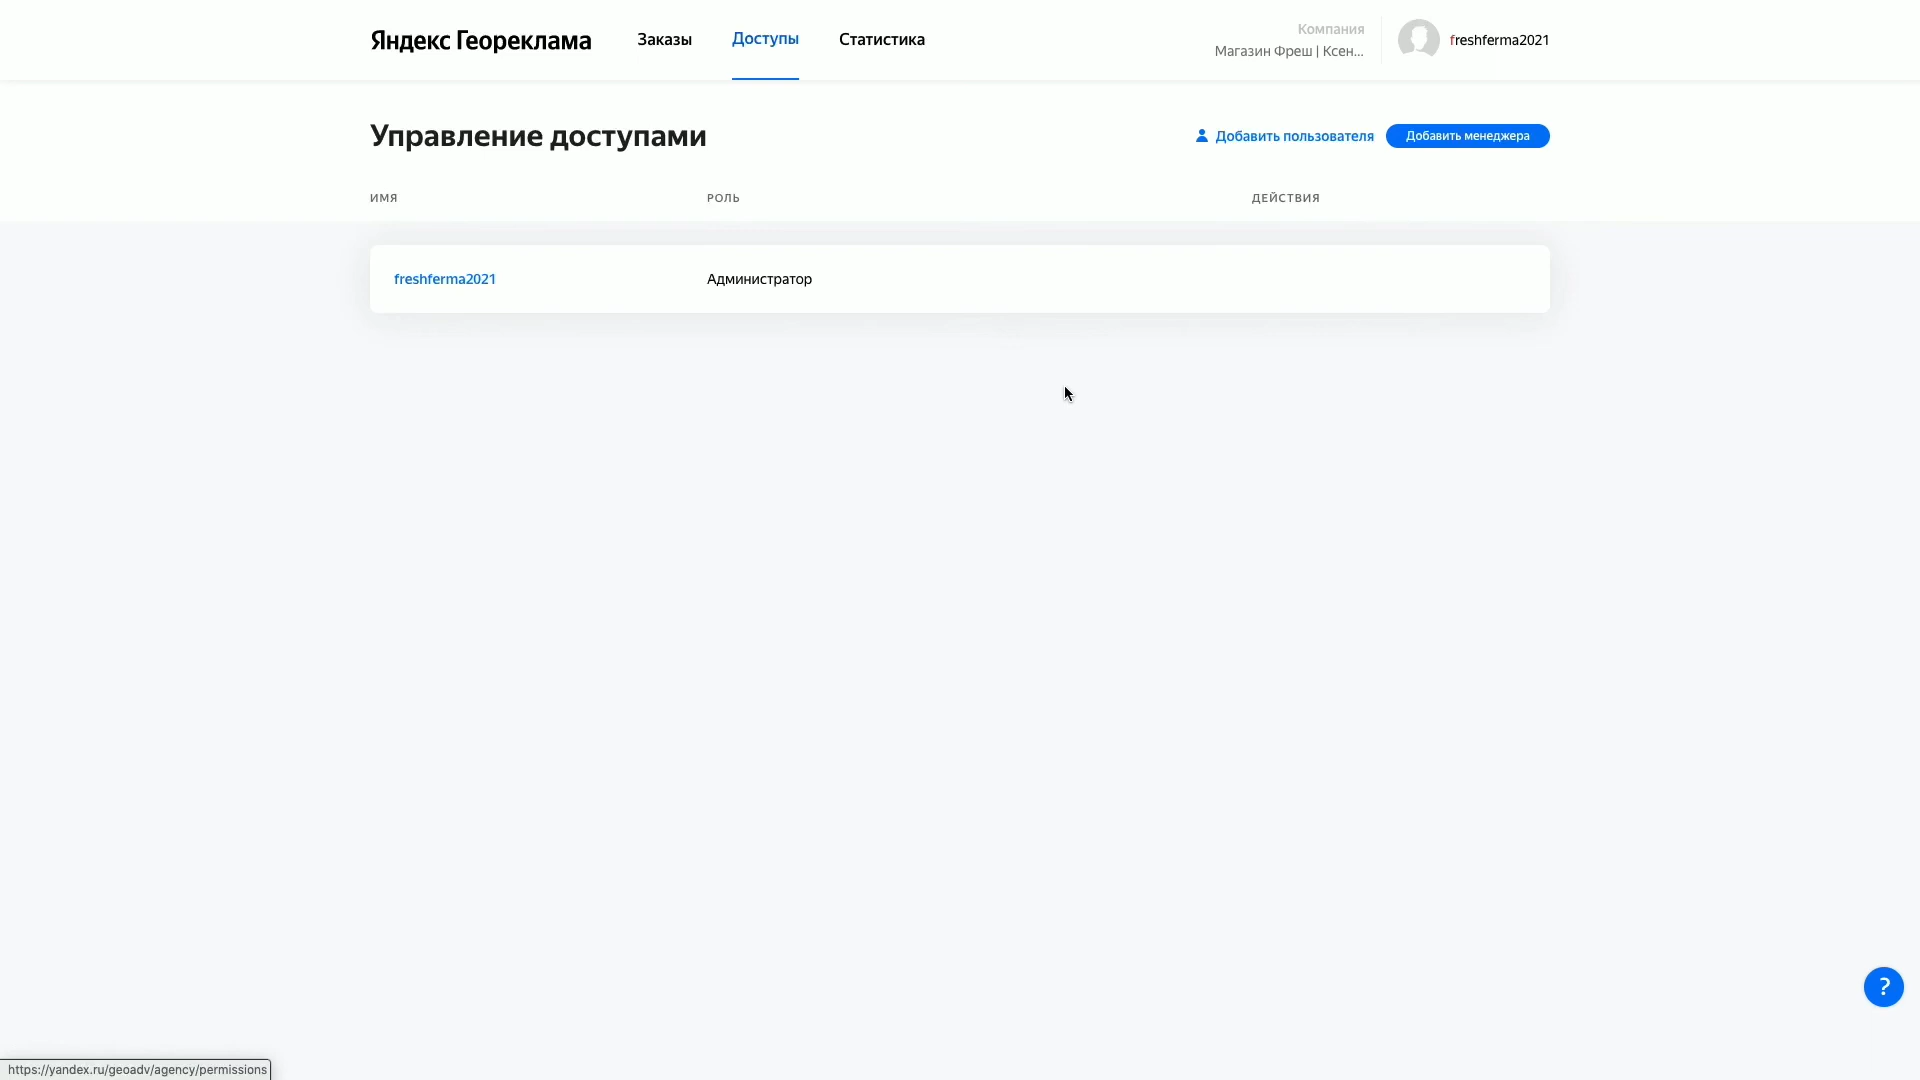 Яндекс Геореклама
Заказы
Доступы
Статистика
Компания
Магазин Фреш | Ксен...
freshferma2021
Управление доступами
Добавить пользователя
Добавить менеджера
ИМЯ
РОЛЬ
ДЕЙСТВИЯ
freshferma2021
Администратор
?
https://yandex.ru/geoadv/agency/permissions